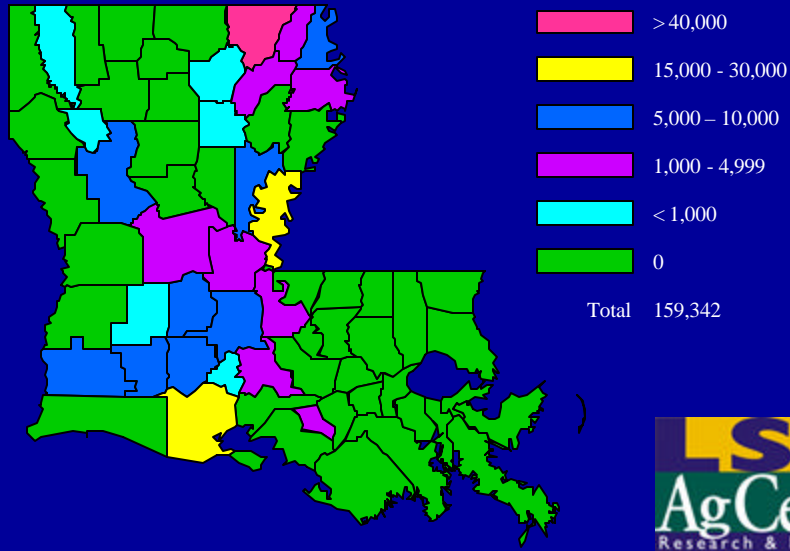 > 40,000
15,000 - 30,000
5,000 – 10,000
1,000 - 4,999
< 1,000
0
Total 159,342
LS
AgCe
Research &